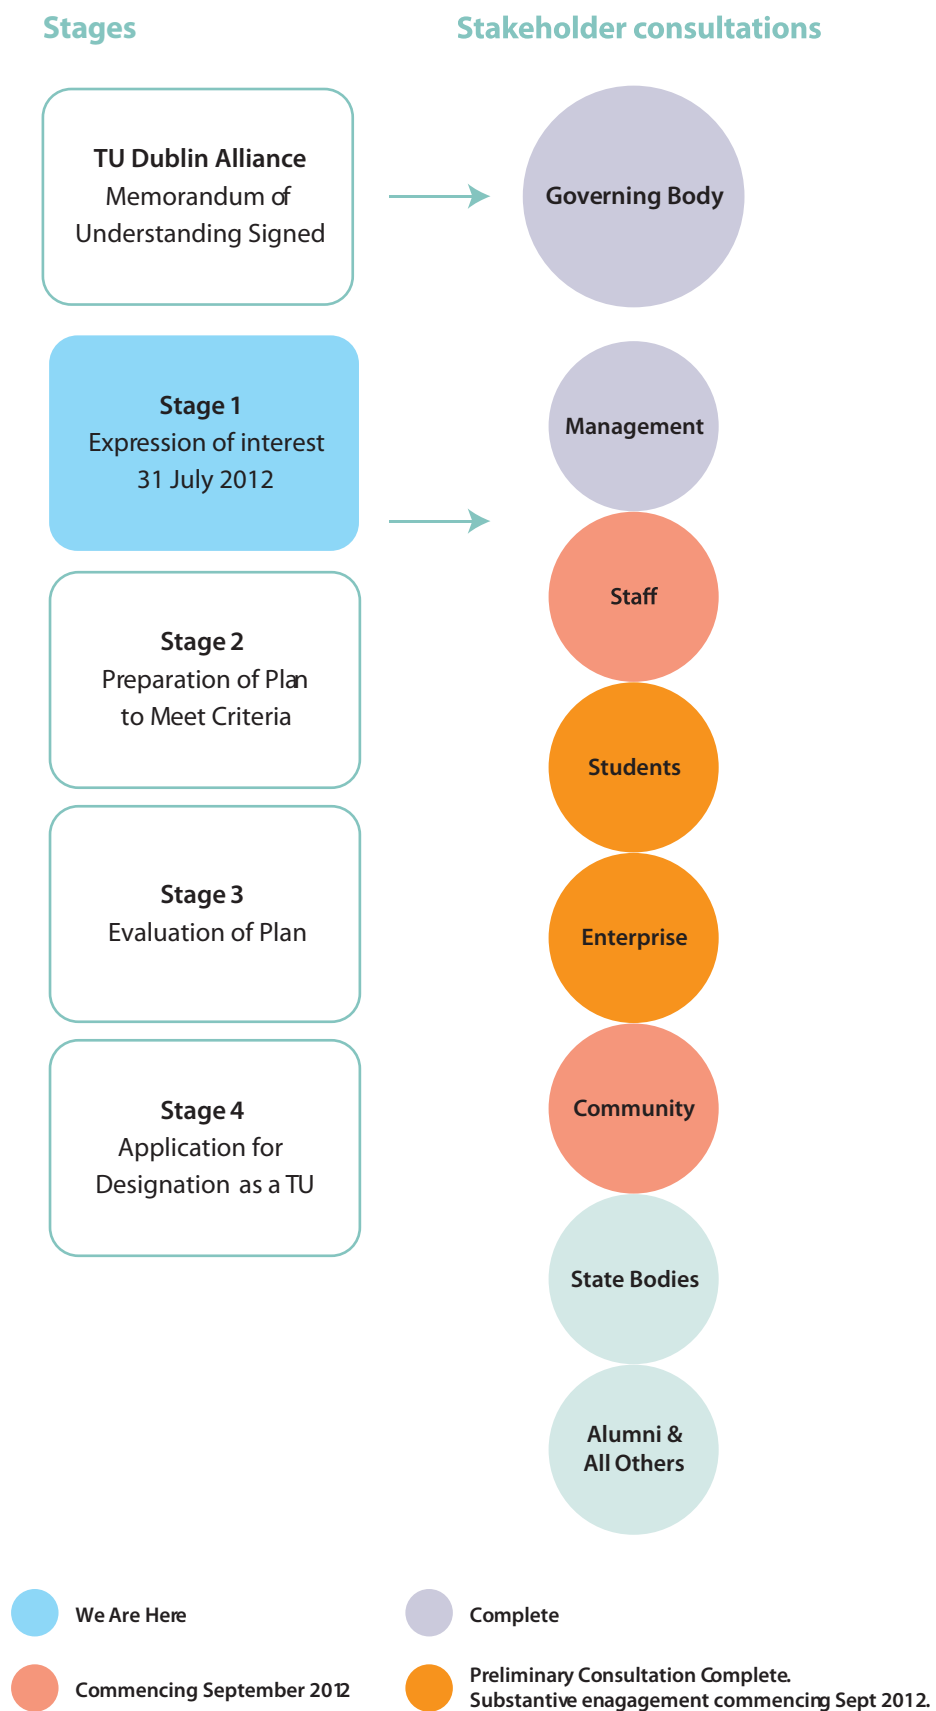 Stages
Stakeholder consultations
TU Dublin Alliance
Memorandum of
Understanding Signed
Governing Body
Stage 1
Expression of interest
31 July 2012
Management
Staff
Stage 2
Preparation of Plan
to Meet Criteria
Students
Stage 3
Evaluation of Plan
Enterprise
Stage 4
Application for
Designation as a TU
Community
State Bodies
Alumni &
All Others
We Are Here
Complete
Commencing September 2012
Preliminary Consultation Complete.
Substantive enagagement commencing Sept 2012.